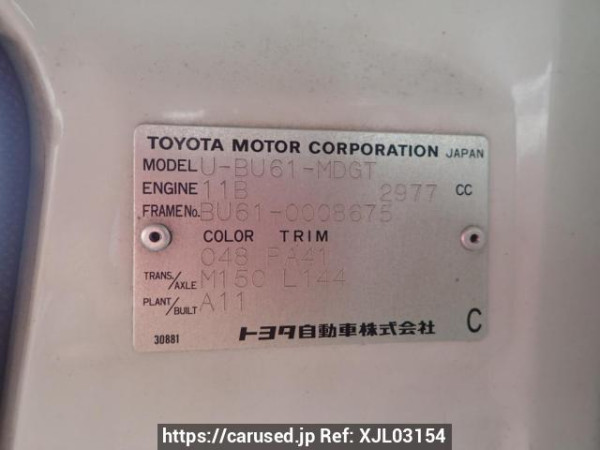 TOYOTA MOTOR CORPORATION JAPAN
MODEL U-BU61-MDGT
ENGINE 11B 2977 CC
FRAME No. BU61-0008675
COLOR TRIM
048 PA41
TRANS./AXLE M150 L144
PLANT/BUILT A11
30881 トヨタ自動車株式会社 C
https://carused.jp Ref: XJL03154